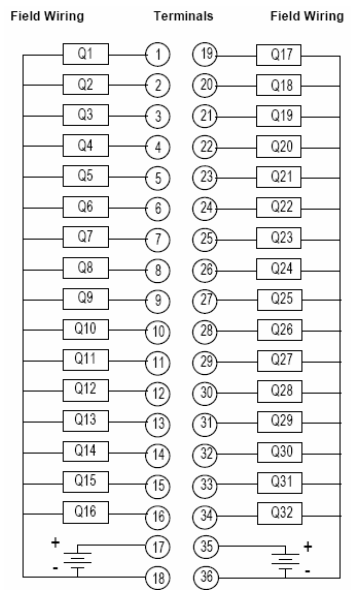 Field Wiring Terminals Field Wiring
Q1 1 19 Q17
Q2 2 20 Q18
Q3 3 21 Q19
Q4 4 22 Q20
Q5 5 23 Q21
Q6 6 24 Q22
Q7 7 25 Q23
Q8 8 26 Q24
Q9 9 27 Q25
Q10 10 28 Q26
Q11 11 29 Q27
Q12 12 30 Q28
Q13 13 31 Q29
Q14 14 32 Q30
Q15 15 33 Q31
Q16 16 34 Q32
+ 17 35 +
- 18 36 -